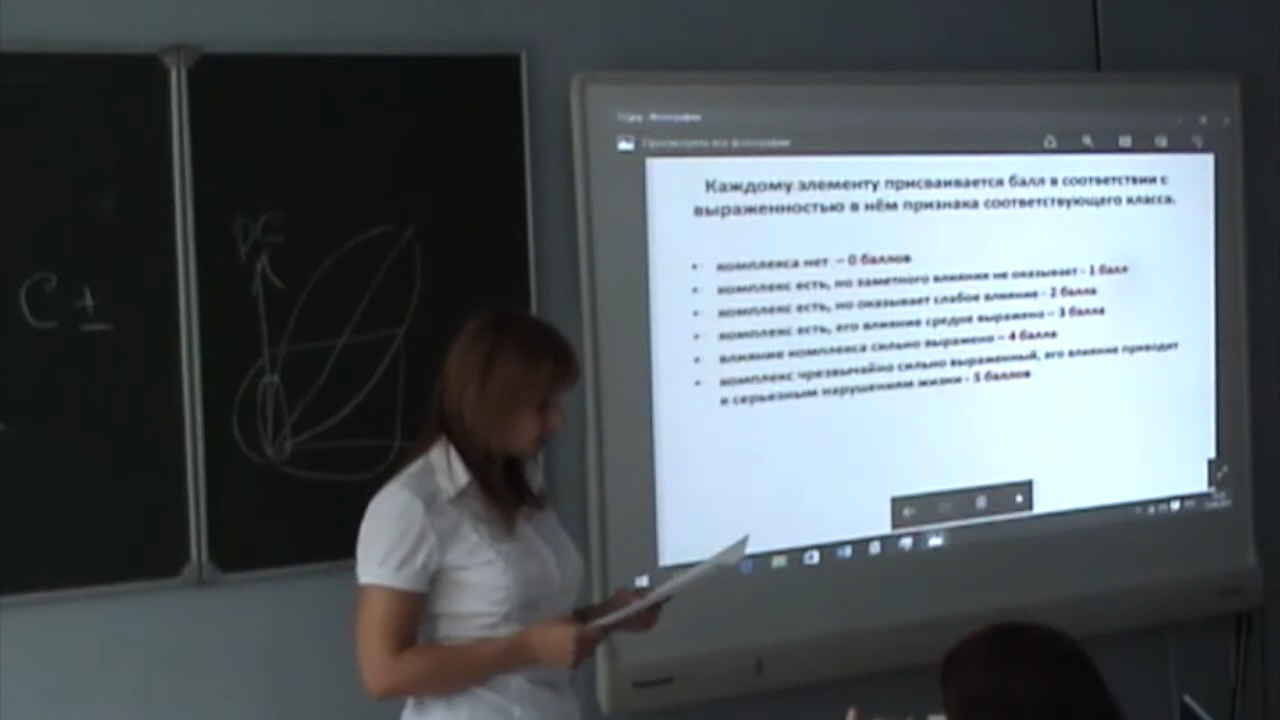 C ±
Просмотреть все фотографии
Каждому элементу присваивается балл в соответствии с
выраженностью в нём признака соответствующего класса.
• комплекса нет – 0 баллов
• комплекс есть, но заметного влияния не оказывает - 1 балл
• комплекс есть, но оказывает слабое влияние - 2 балла
• комплекс есть, его влияние средне выражено – 3 балла
• влияние комплекса сильно выражено – 4 балла
• комплекс чрезвычайно сильно выраженный, его влияние приводит
к серьезным нарушениям жизни - 5 баллов